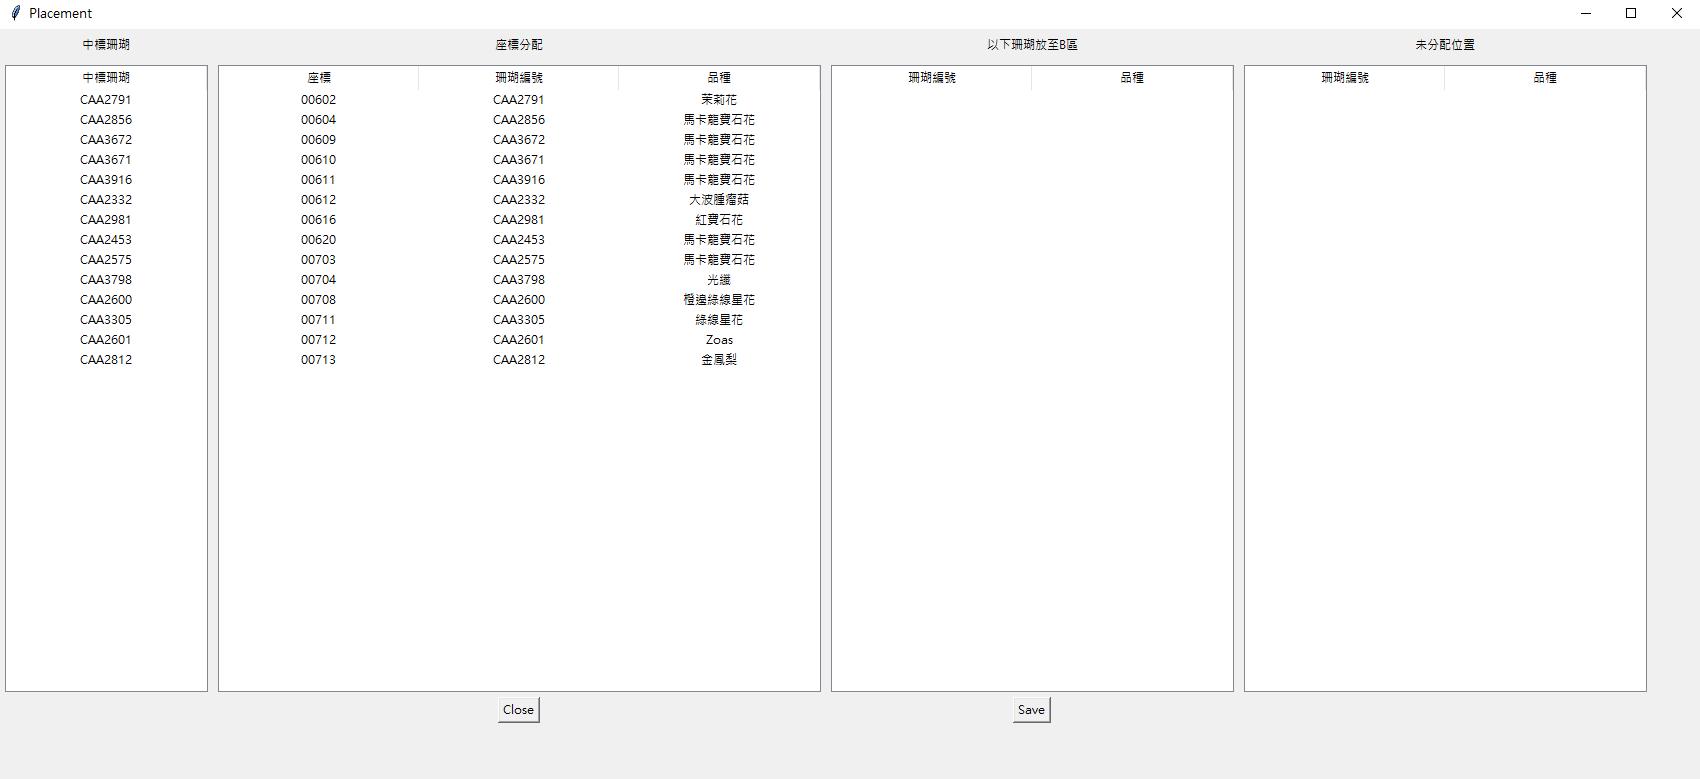 Placement
中標珊瑚 座標分配 以下珊瑚放至B區 未分配位置
中標珊瑚 座標 珊瑚編號 品種 珊瑚編號 品種 珊瑚編號 品種
CAA2791 00602 CAA2791 茉莉花
CAA2856 00604 CAA2856 馬卡龍寶石花
CAA3672 00609 CAA3672 馬卡龍寶石花
CAA3671 00610 CAA3671 馬卡龍寶石花
CAA3916 00611 CAA3916 馬卡龍寶石花
CAA2332 00612 CAA2332 大波腫瘤菇
CAA2981 00616 CAA2981 紅寶石花
CAA2453 00620 CAA2453 馬卡龍寶石花
CAA2575 00703 CAA2575 馬卡龍寶石花
CAA3798 00704 CAA3798 光纖
CAA2600 00708 CAA2600 橙邊綠線星花
CAA3305 00711 CAA3305 綠線星花
CAA2601 00712 CAA2601 Zoas
CAA2812 00713 CAA2812 金鳳梨
Close Save